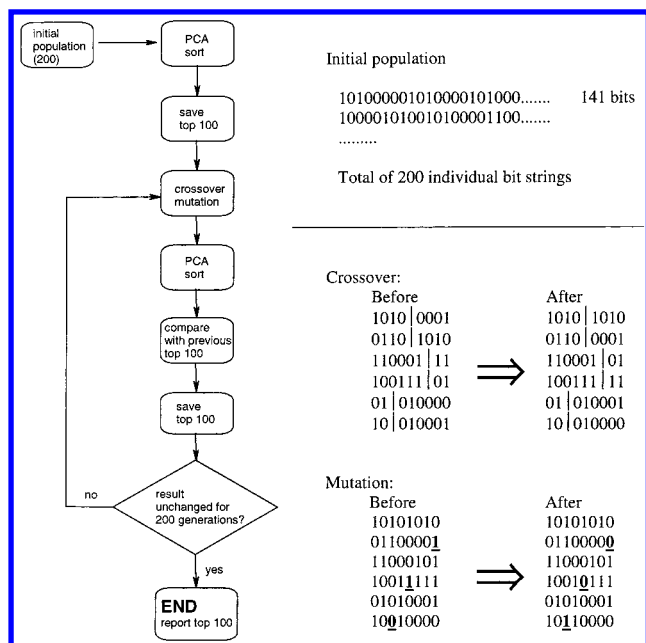 initial
population
(200)
PCA
sort
save
top 100
crossover
mutation
PCA
sort
compare
with previous
top 100
save
top 100
no
result
unchanged for
200 generations?
yes
END
report top 100
Initial population
10100000101000010100....... 141 bits
100001010010100001100.......
.........
Total of 200 individual bit strings
Crossover:
Before After
1010|0001 1010|1010
0110|1010 0110|0001
110001|11 ⇒ 110001|01
100111|01 100111|11
01|010000 01|010001
10|010001 10|010000
Mutation:
Before After
10101010 10101010
01100001 01100000
11000101 ⇒ 11000101
10011111 10010111
01010001 01010001
10010000 10110000